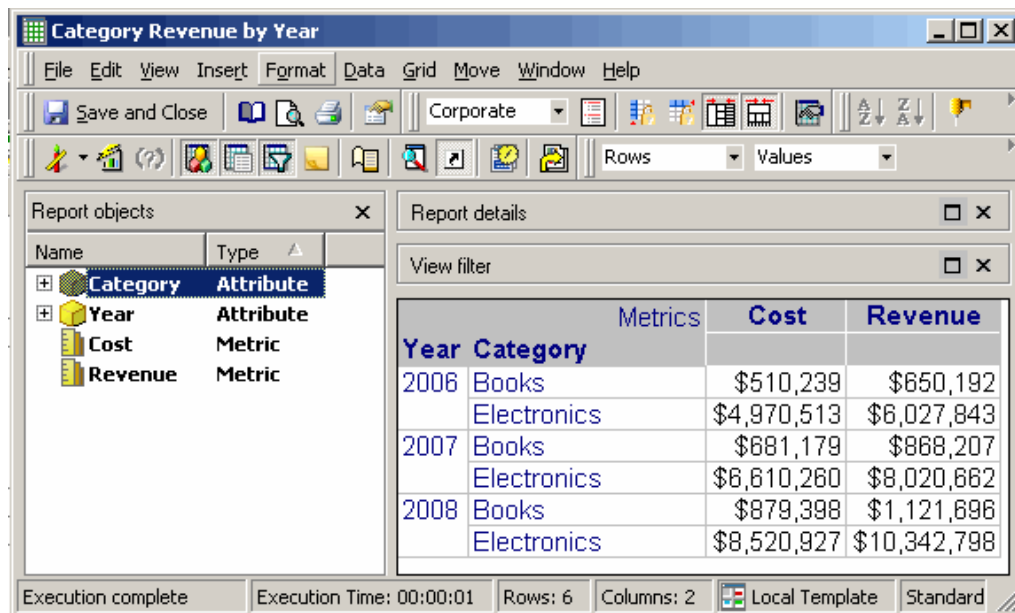 Category Revenue by Year
File Edit View Insert Format Data Grid Move Window Help
Save and Close Corporate
Rows Values
Report objects
Name Type
Category Attribute
Year Attribute
Cost Metric
Revenue Metric
Report details
View filter
Metrics Cost Revenue
Year Category
2006 Books $510,239 $650,192
Electronics $4,970,513 $6,027,843
2007 Books $681,179 $868,207
Electronics $6,610,260 $8,020,662
2008 Books $879,398 $1,121,696
Electronics $8,520,927 $10,342,798
Execution complete Execution Time: 00:00:01 Rows: 6 Columns: 2 Local Template Standard